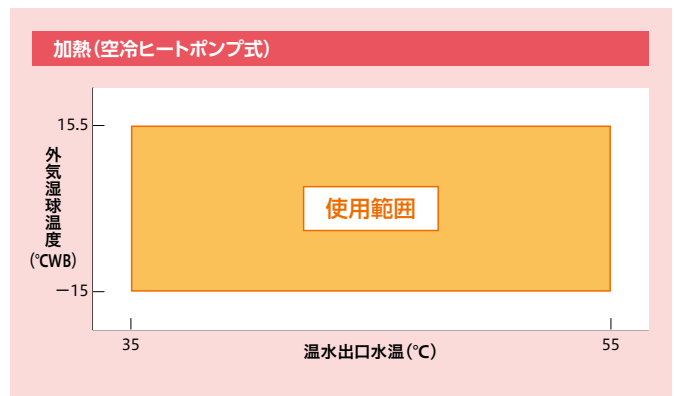 加熱（空冷ヒートポンプ式）
15.5
外気湿球温度
（℃WB）
使用範囲
－15
35
温水出口水温（℃）
55